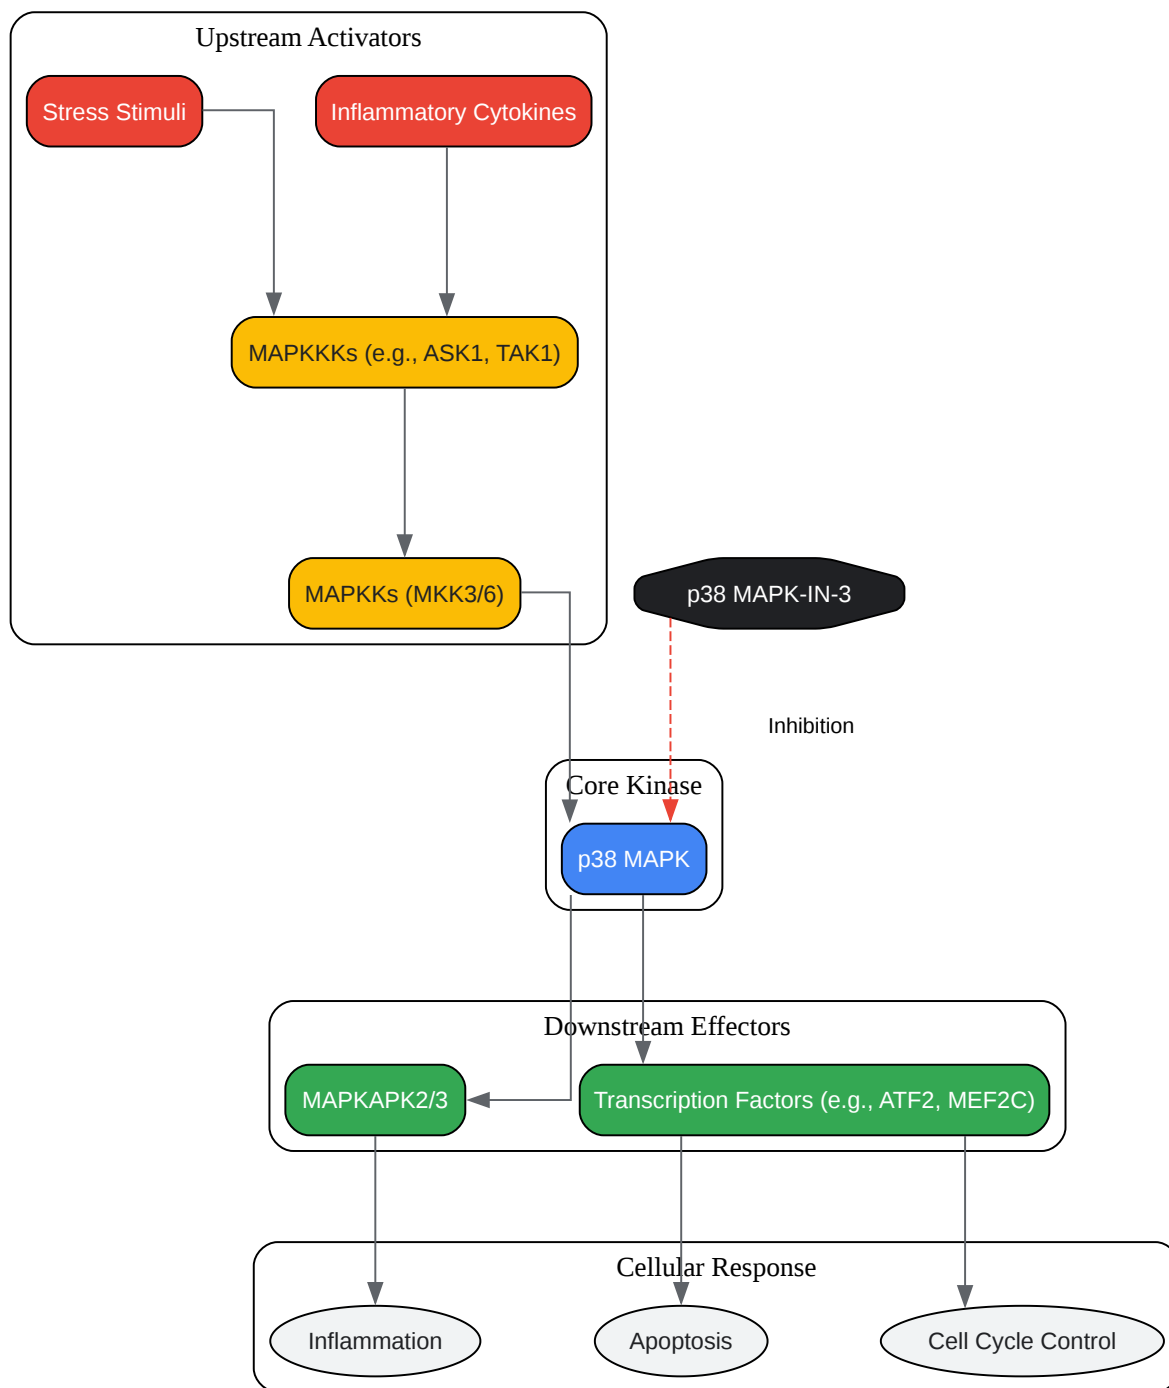 Upstream Activators
Stress Stimuli
Inflammatory Cytokines
MAPKKKs (e.g., ASK1, TAK1)
MAPKKs (MKK3/6)
p38 MAPK-IN-3
Inhibition
Core Kinase
p38 MAPK
Downstream Effectors
MAPKAPK2/3
Transcription Factors (e.g., ATF2, MEF2C)
Cellular Response
Inflammation
Apoptosis
Cell Cycle Control